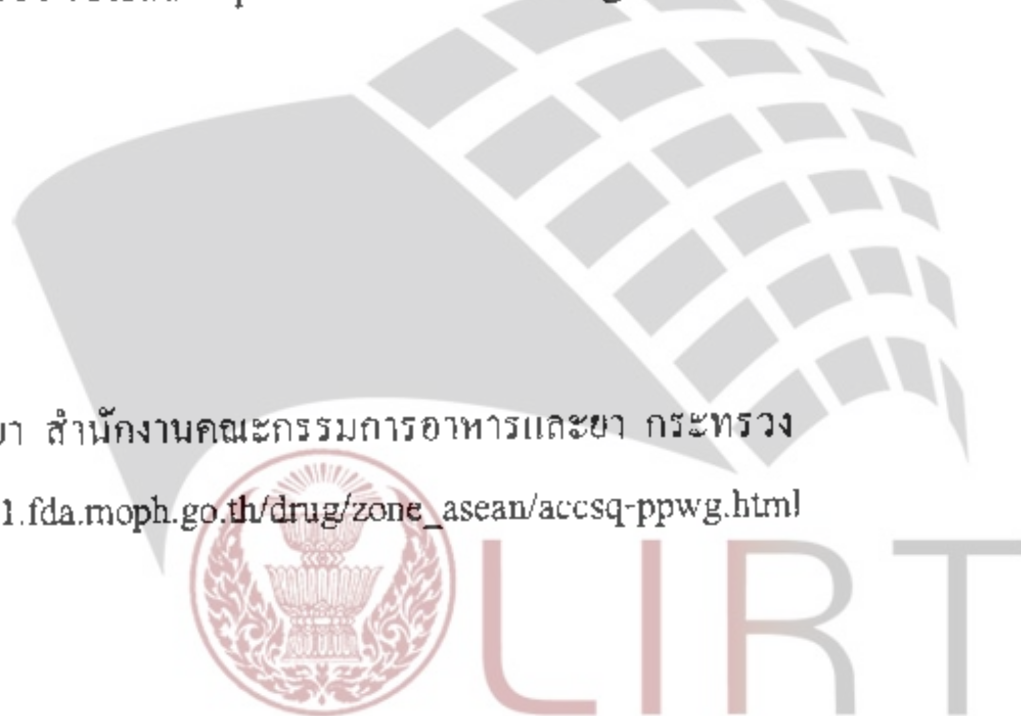 สำนักงานคณะกรรมการอาหารและยา กระทรวง
1.fda.moph.go.th/drug/zone_asean/accsq-ppwg.html
LIRT